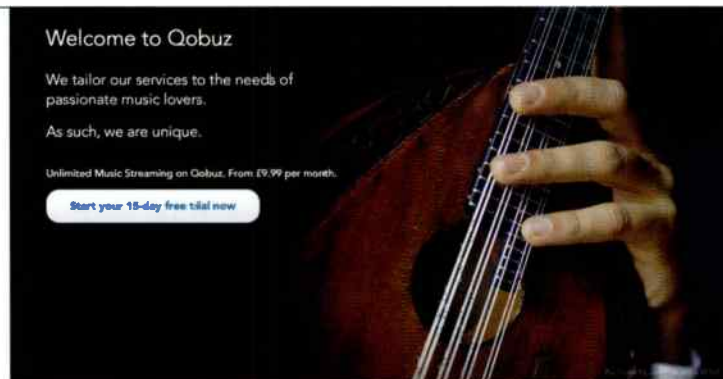 Welcome to Qobuz
We tailor our services to the needs of
passionate music lovers.
As such, we are unique.
Unlimited Music Streaming on Qobuz. From £9.99 per month.
Start your 15-day free trial now